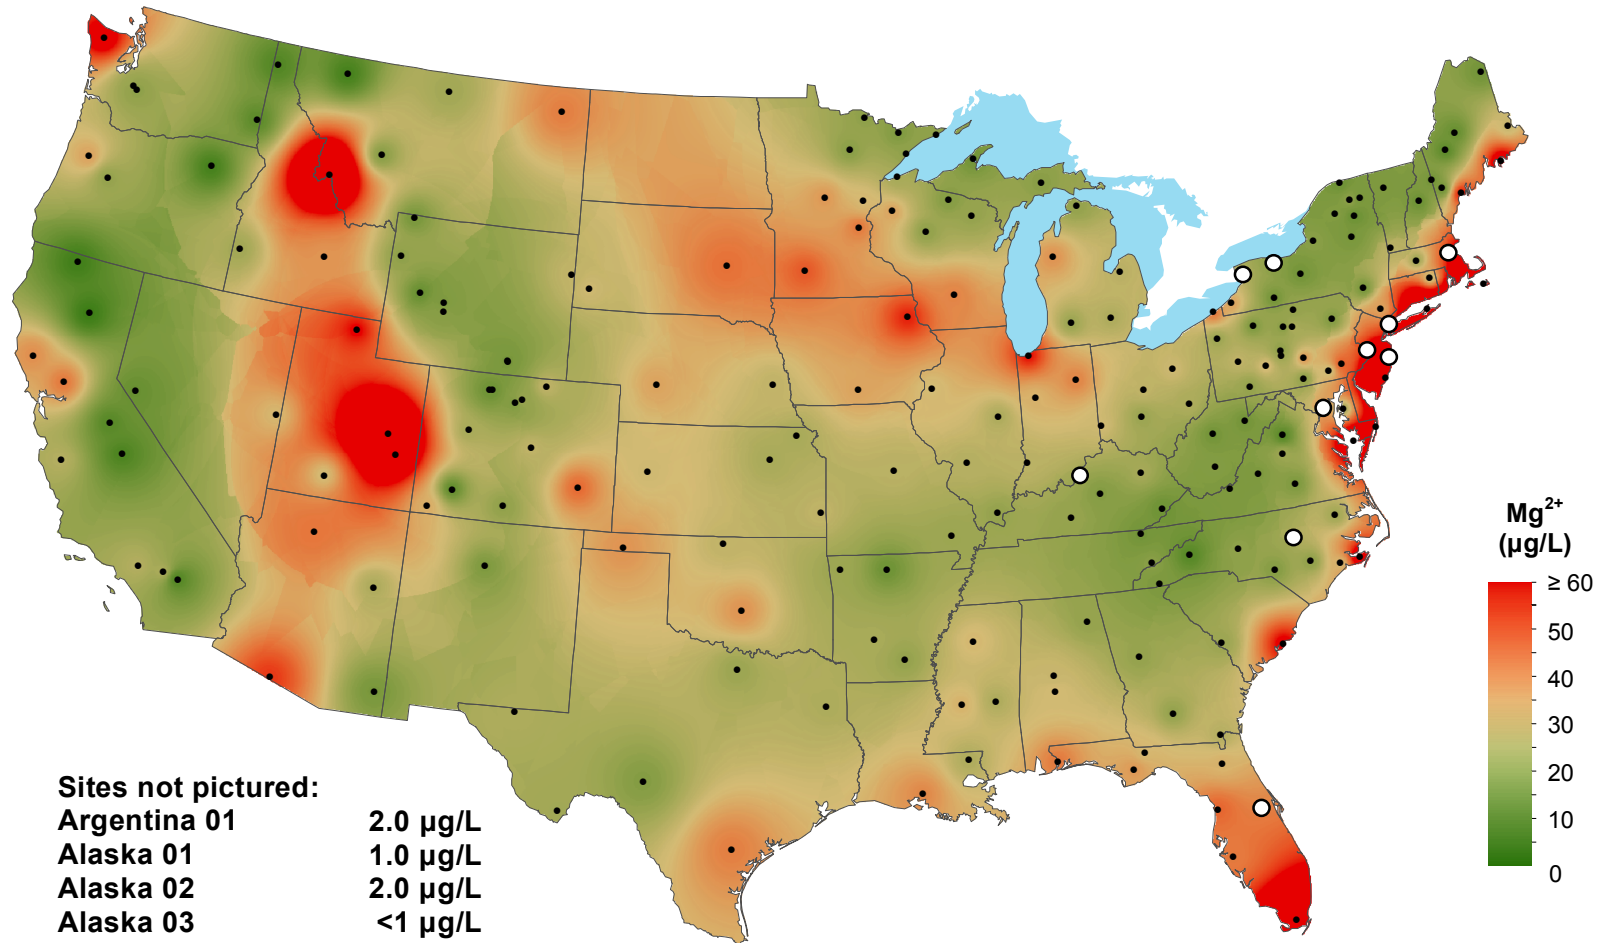 Mg²⁺
(µg/L)
≥ 60
50
40
30
20
10
0
Sites not pictured:
Argentina 01 2.0 µg/L
Alaska 01 1.0 µg/L
Alaska 02 2.0 µg/L
Alaska 03 <1 µg/L